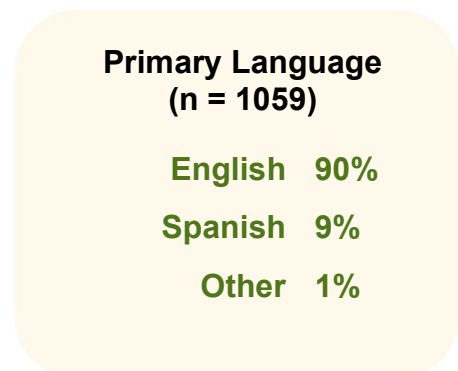 Primary Language
(n = 1059)
English 90%
Spanish 9%
Other 1%